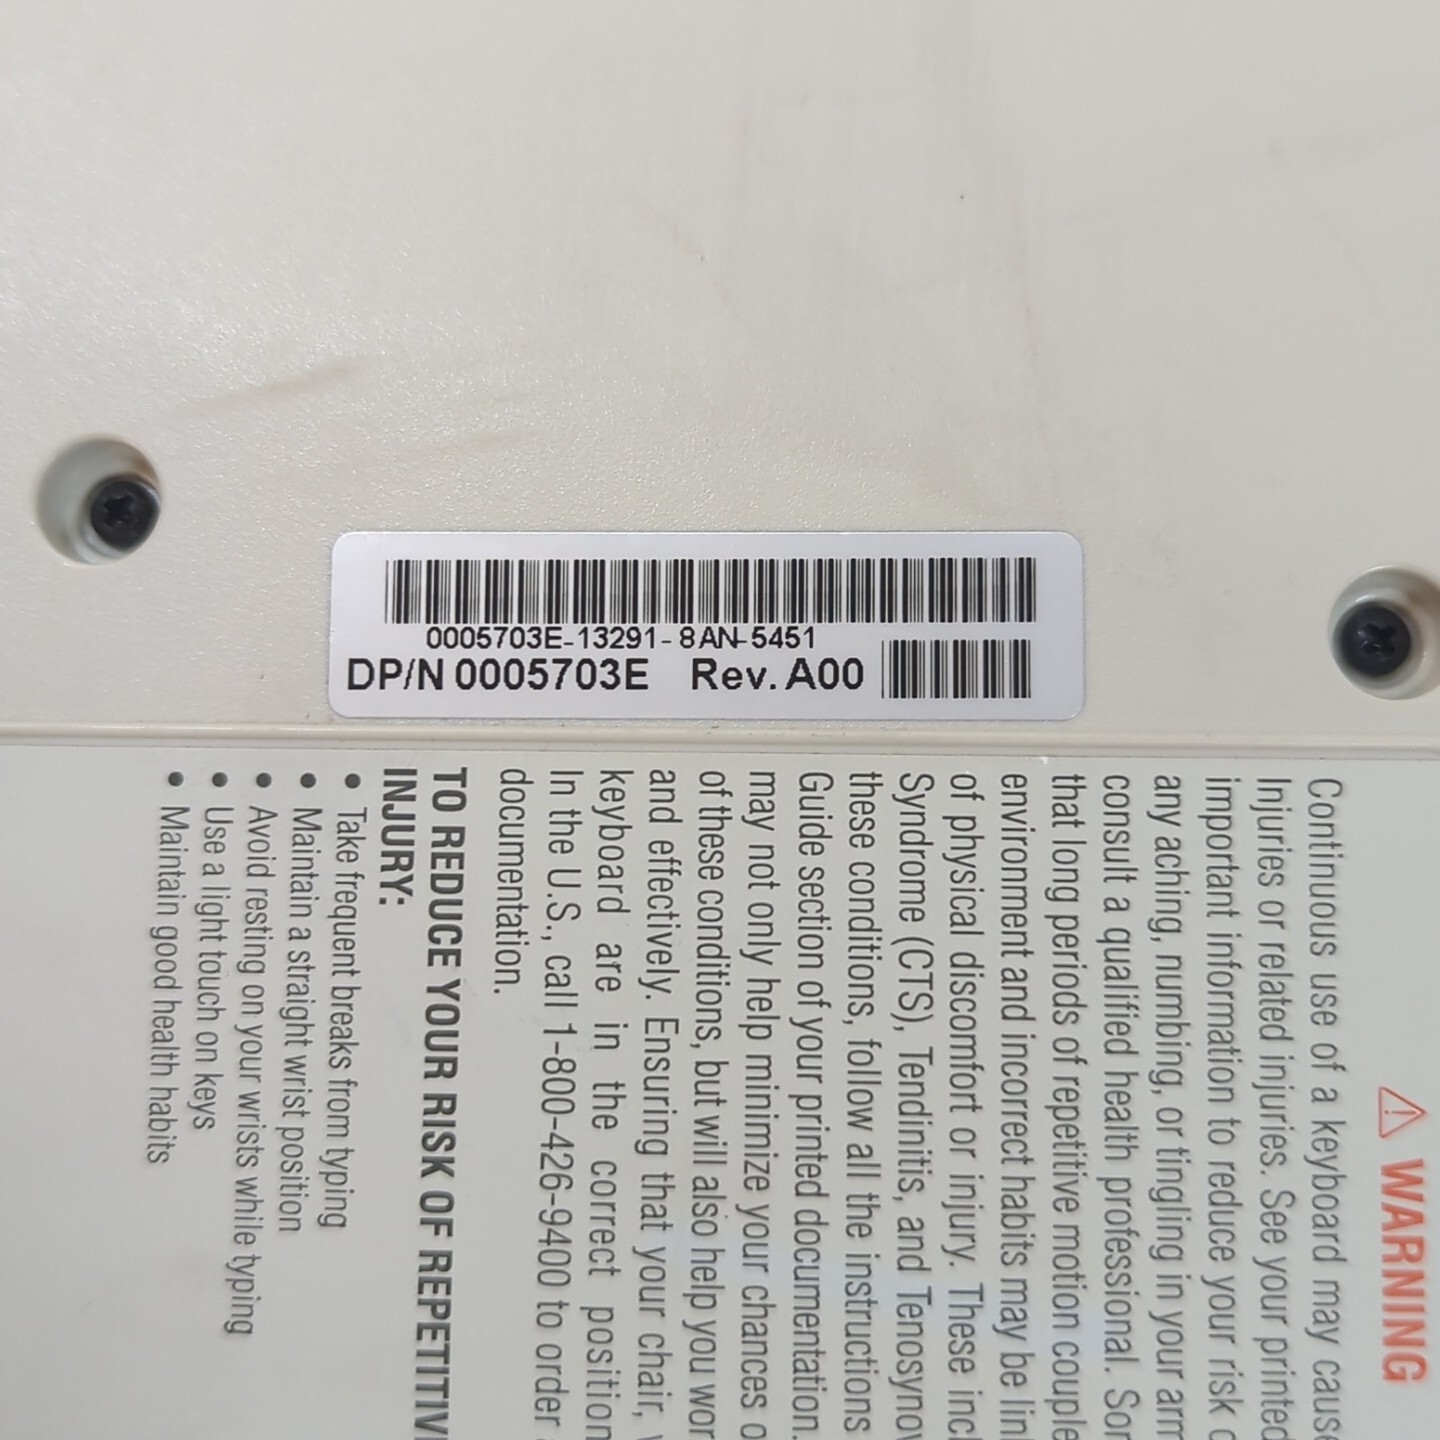 0005703E-13291-8AN-5451
DP/N 0005703E Rev. A00
WARNING
Continuous use of a keyboard may cause
Injuries or related injuries. See your printed
important information to reduce your risk
any aching, numbing, or tingling in your arm
consult a qualified health professional.
that long periods of repetitive motion
environment and incorrect habits may be
of physical discomfort or injury. These
Syndrome (CTS), Tendinitis, and
these conditions, follow all the instructions
Guide section of your printed documentation.
may not only help minimize your chances
of these conditions, but will also help you
and effectively. Ensuring that your chair,
keyboard are in the correct position
In the U.S., call 1-800-426-9400 to order
documentation.
TO REDUCE YOUR RISK OF
INJURY:
• Take frequent breaks from typing
• Maintain a straight wrist position
• Avoid resting on your wrists while typing
• Use a light touch on keys
• Maintain good health habits